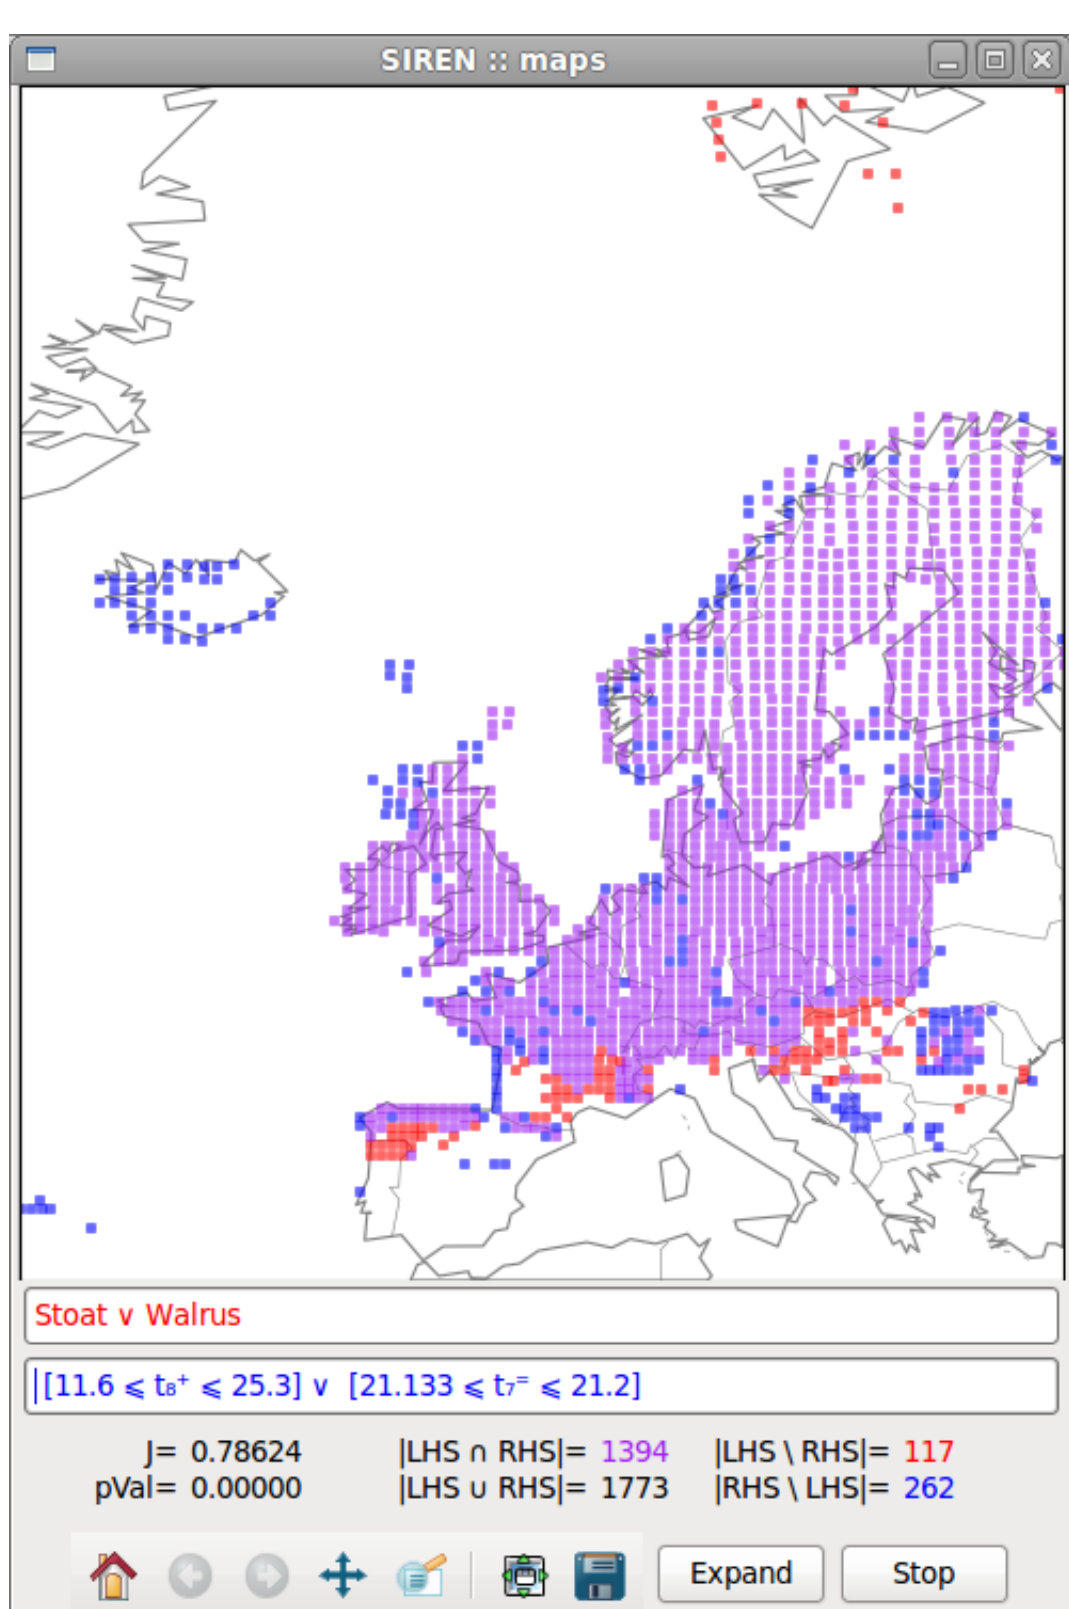 SIREN :: maps
Stoat ∨ Walrus
[11.6 ⩽ t₈⁺ ⩽ 25.3] ∨ [21.133 ⩽ t₇⁼ ⩽ 21.2]
J= 0.78624 |LHS ∩ RHS|= 1394 |LHS \ RHS|= 117
pVal= 0.00000 |LHS ∪ RHS|= 1773 |RHS \ LHS|= 262
Expand Stop